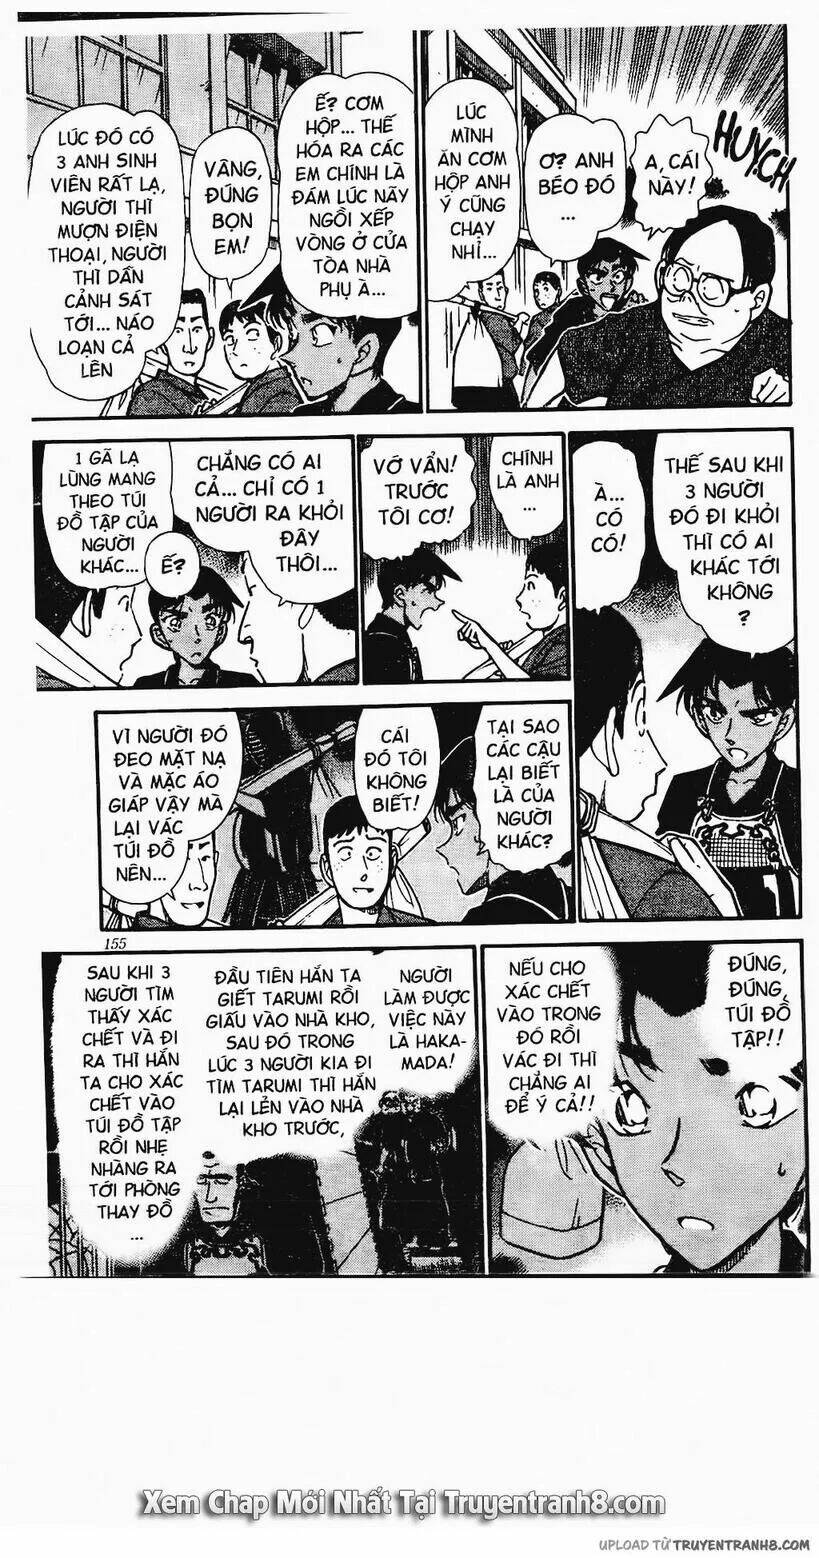 A, CÁI
NÀY!
HUỴCH
Ơ? ANH
BÉO ĐÓ
...
LÚC
MÌNH
ĂN CƠM
HỘP ANH
Ý CŨNG
CHẠY
NHỈ...
Ế? CƠM
HỘP... THẾ
HÓA RA CÁC
EM CHÍNH LÀ
ĐÁM LÚC NÃY
NGỒI XẾP
VÒNG Ở CỬA
TÒA NHÀ
PHỤ À...
VÂNG,
ĐÚNG
BỌN
EM!
LÚC ĐÓ CÓ
3 ANH SINH
VIÊN RẤT LẠ,
NGƯỜI THÌ
MƯỢN ĐIỆN
THOẠI, NGƯỜI
THÌ DẪN
CẢNH SÁT
TỚI... NÁO
LOẠN CẢ
LÊN
THẾ SAU KHI
3 NGƯỜI
ĐÓ ĐI KHỎI
THÌ CÓ AI
KHÁC TỚI
KHÔNG
?
À...
CÓ
CÓ!
CHÍNH
LÀ ANH
...
VỚ VẨN!
TRƯỚC
TÔI CƠ!
CHẲNG CÓ AI
CẢ... CHỈ CÓ 1
NGƯỜI RA KHỎI
ĐÂY
THÔI...
Ế?
1 GÃ LẠ
LÙNG MANG
THEO TÚI
ĐỒ TẬP CỦA
NGƯỜI
KHÁC...
TẠI SAO
CÁC CẬU
LẠI BIẾT
LÀ CỦA
NGƯỜI
KHÁC?
CÁI
ĐÓ TÔI
KHÔNG
BIẾT!
VÌ NGƯỜI ĐÓ
ĐEO MẶT NẠ
VÀ MẶC ÁO
GIÁP VẬY MÀ
LẠI VÁC
TÚI ĐỒ
NÊN...
155
ĐÚNG,
ĐÚNG,
TÚI ĐỒ
TẬP!!
NẾU CHO
XÁC CHẾT
VÀO TRONG
ĐÓ RỒI
VÁC ĐI THÌ
CHẲNG AI
ĐỂ Ý CẢ!!
NGƯỜI
LÀM ĐƯỢC
VIỆC NÀY
LÀ HAKA-
MADA!
ĐẦU TIÊN HẮN TA
GIẾT TARUMI RỒI
GIẤU VÀO NHÀ KHO,
SAU ĐÓ TRONG
LÚC 3 NGƯỜI KIA ĐI
TÌM TARUMI THÌ HẮN
LẠI LẺN VÀO NHÀ
KHO TRƯỚC,
SAU KHI 3
NGƯỜI TÌM
THẤY XÁC
CHẾT VÀ ĐI
RA THÌ HẮN
TA CHO XÁC
CHẾT VÀO
TÚI ĐỒ TẬP
RỒI NHẸ
NHÀNG RA
TỚI PHÒNG
THAY ĐỒ
...
Xem Chap Mới Nhất Tại Truyentranh8.com
UPLOAD TỪ TRUYENTRANH8.COM